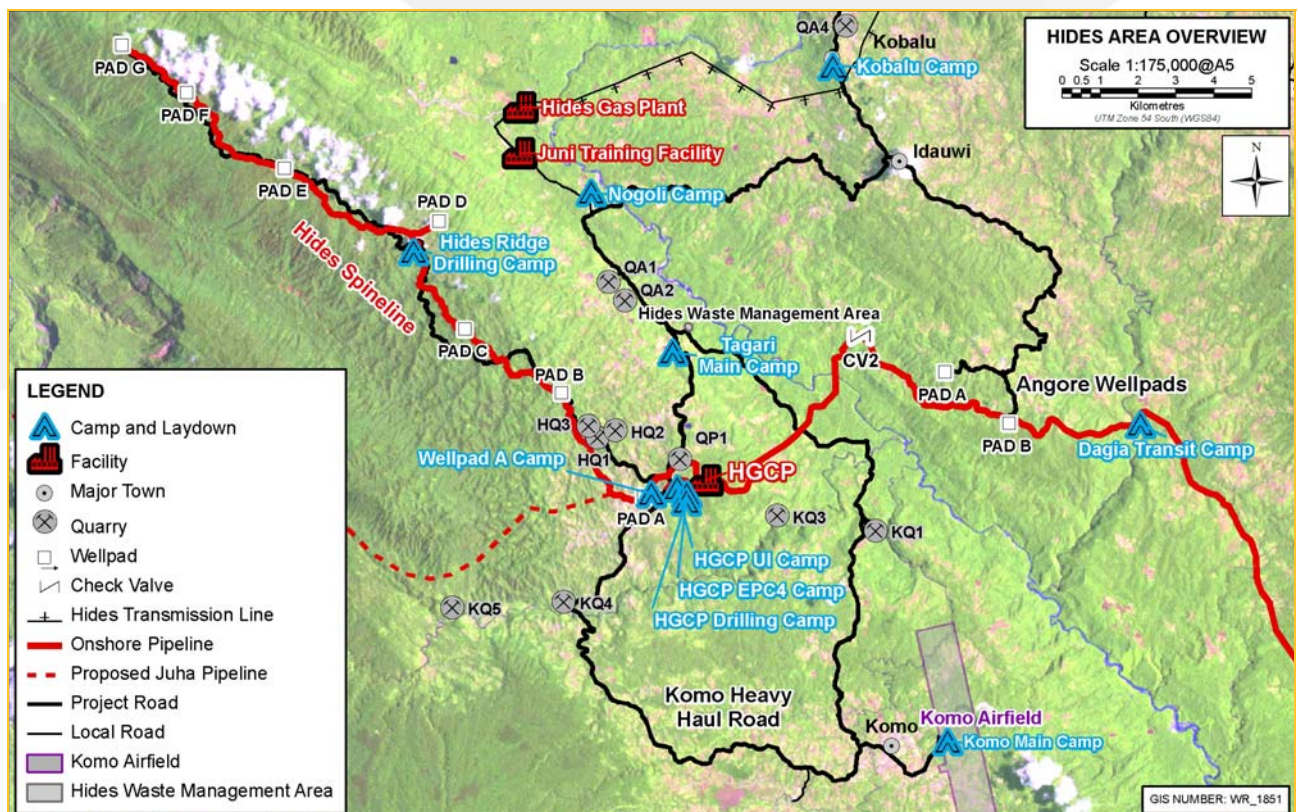 HIDES AREA OVERVIEW
Scale 1:175,000@A5
0 0.5 1 2 3 4 5
Kilometres
UTM Zone 54 South (WGS84)
N
QA4
Kobalu
Kobalu Camp
PAD G
PAD F
Hides Gas Plant
Juni Training Facility
Idauwi
PAD E
Nogoli Camp
PAD D
Hides Ridge
Drilling Camp
Hides Spineline
QA1
QA2
Hides Waste Management Area
PAD C
Tagari
Main Camp
CV2
PAD A
Angore Wellpads
PAD B
PAD B
Dagia Transit Camp
HQ3
HQ2
HQ1
QP1
Wellpad A Camp
HGCP
PAD A
KQ3
KQ1
HGCP UI Camp
HGCP EPC4 Camp
HGCP Drilling Camp
KQ5
KQ4
Komo Heavy
Haul Road
Komo
Komo Airfield
Komo Main Camp
LEGEND
Camp and Laydown
Facility
Major Town
Quarry
Wellpad
Check Valve
Hides Transmission Line
Onshore Pipeline
Proposed Juha Pipeline
Project Road
Local Road
Komo Airfield
Hides Waste Management Area
GIS NUMBER: WR_1851